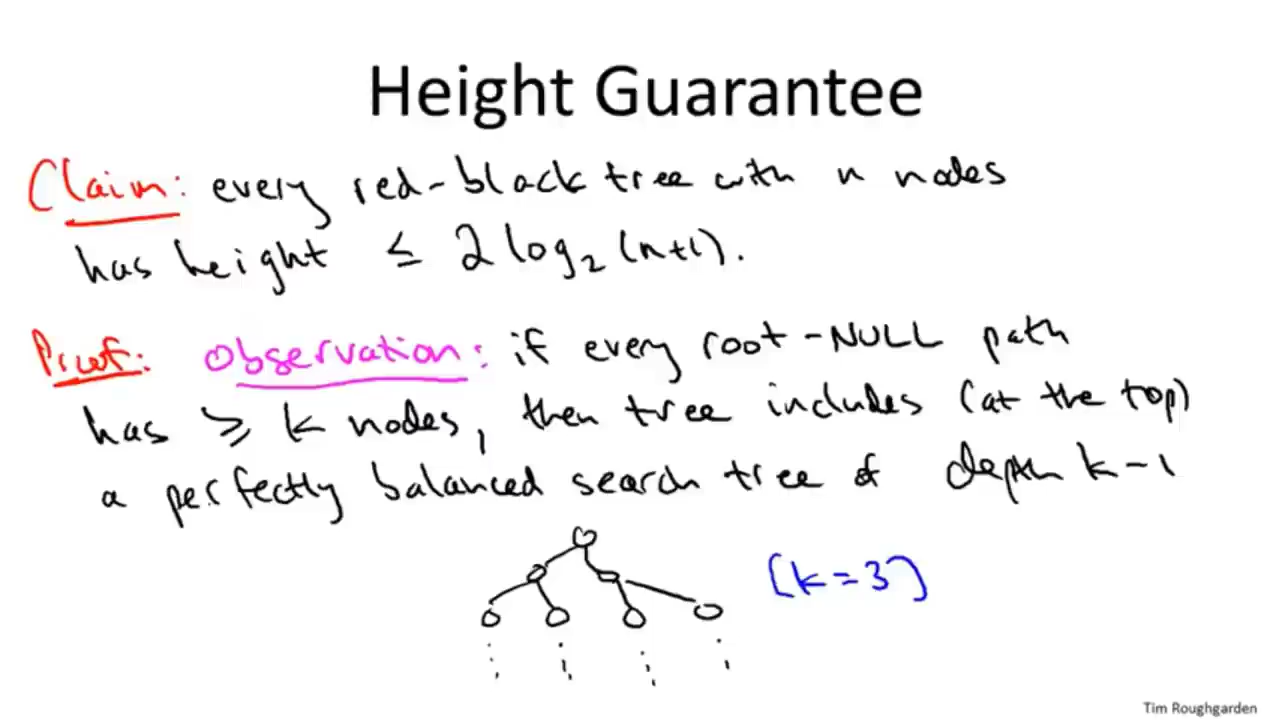 Height Guarantee
Claim: every red-black tree with n nodes
has height ≤ 2 log₂ (n+1).
Proof: Observation: if every root-NULL path
has ≥ k nodes, then tree includes (at the top)
a perfectly balanced search tree of depth k-1
(k=3)
Tim Roughgarden